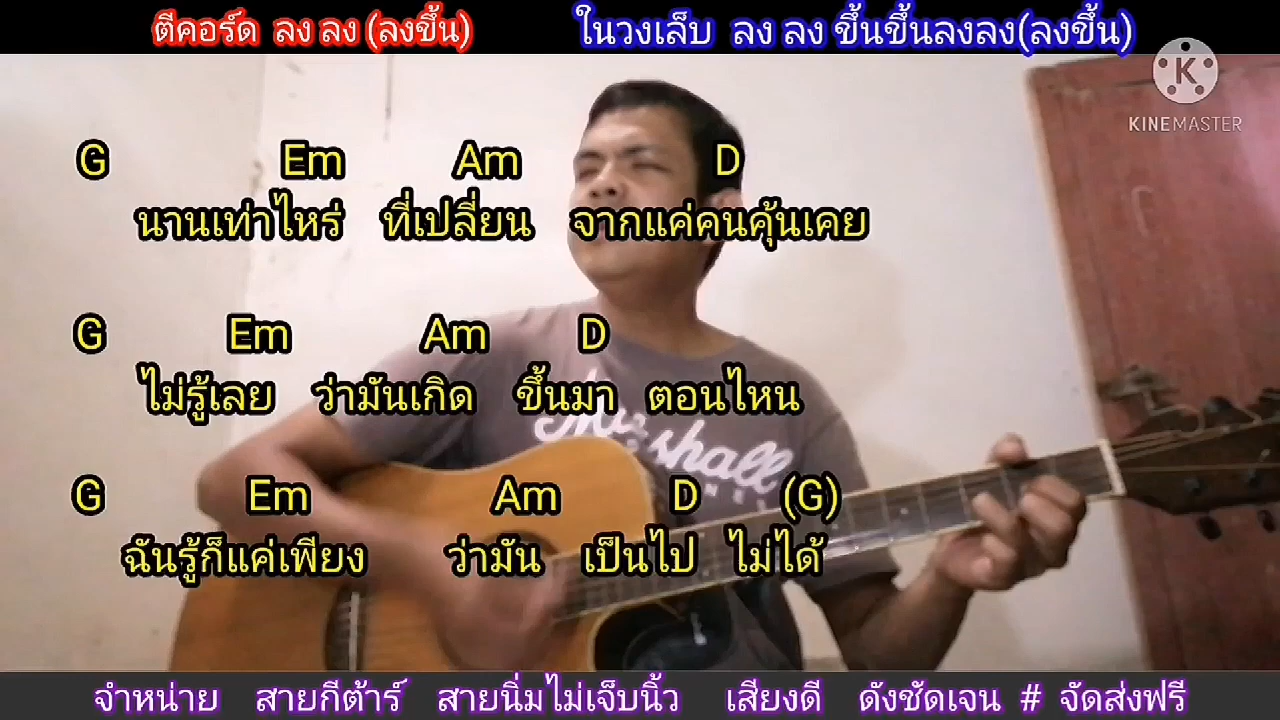 ตีคอร์ด ลง ลง (ลงขึ้น) ในวงเล็บ ลง ลง ขึ้นขึ้นลงลง(ลงขึ้น)
K
KINEMASTER
G Em Am D
นานเท่าไหร่ ที่เปลี่ยน จากแค่คนคุ้นเคย
G Em Am D
ไม่รู้เลย ว่ามันเกิด ขึ้นมา ตอนไหน
Marshall
G Em Am D (G)
ฉันรู้ก็แค่เพียง ว่ามัน เป็นไป ไม่ได้
จำหน่าย สายกีต้าร์ สายนิ่มไม่เจ็บนิ้ว เสียงดี ดังชัดเจน # จัดส่งฟรี